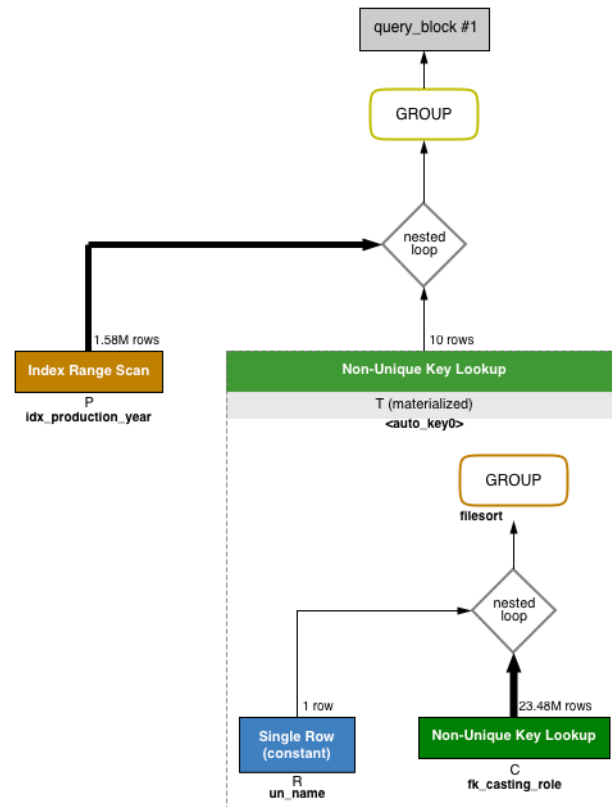 query_block #1
GROUP
nested
loop
1.58M rows
10 rows
Index Range Scan
P
idx_production_year
Non-Unique Key Lookup
T (materialized)
<auto_key0>
GROUP
filesort
nested
loop
1 row
23.48M rows
Single Row
(constant)
R
un_name
Non-Unique Key Lookup
C
fk_casting_role